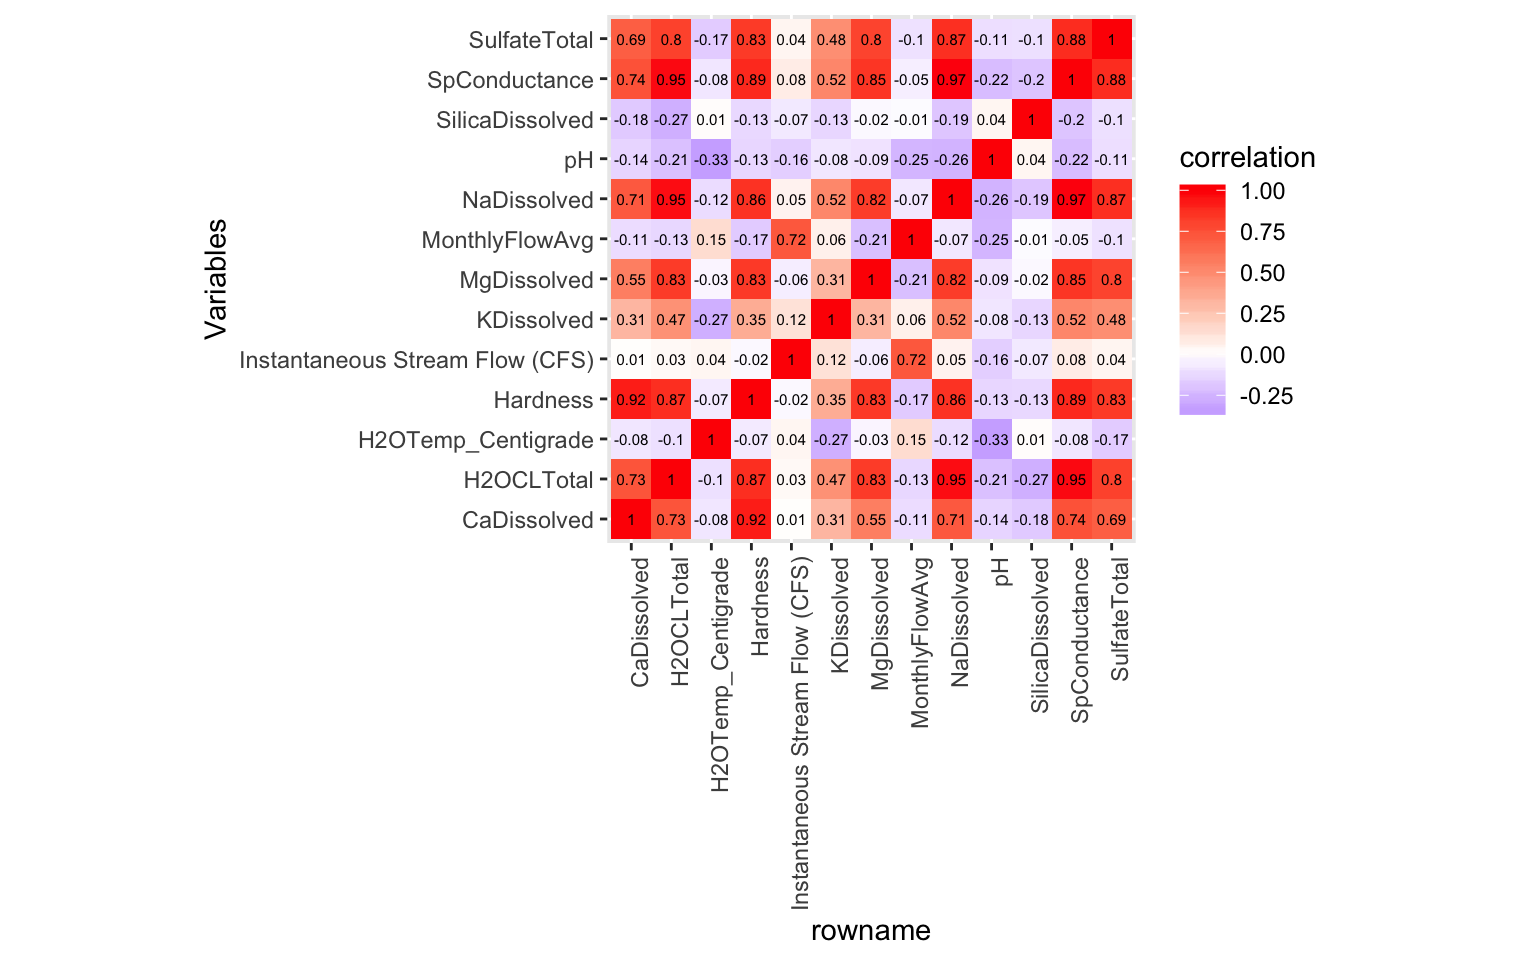 SulfateTotal 0.69 0.8 -0.17 0.83 0.04 0.48 0.8 -0.1 0.87 -0.11 -0.1 0.88 1
SpConductance 0.74 0.95 -0.08 0.89 0.08 0.52 0.85 -0.05 0.97 -0.22 -0.2 1 0.88
SilicaDissolved -0.18 -0.27 0.01 -0.13 -0.07 -0.13 -0.02 -0.01 -0.19 0.04 1 -0.2 -0.1
pH -0.14 -0.21 -0.33 -0.13 -0.16 -0.08 -0.09 -0.25 -0.26 1 0.04 -0.22 -0.11
NaDissolved 0.71 0.95 -0.12 0.86 0.05 0.52 0.82 -0.07 1 -0.26 -0.19 0.97 0.87
MonthlyFlowAvg -0.11 -0.13 0.15 -0.17 0.72 0.06 -0.21 1 -0.07 -0.25 -0.01 -0.05 -0.1
MgDissolved 0.55 0.83 -0.03 0.83 -0.06 0.31 1 -0.21 0.82 -0.09 -0.02 0.85 0.8
KDissolved 0.31 0.47 -0.27 0.35 0.12 1 0.31 0.06 0.52 -0.08 -0.13 0.52 0.48
Instantaneous Stream Flow (CFS) 0.01 0.03 0.04 -0.02 1 0.12 -0.06 0.72 0.05 -0.16 -0.07 0.08 0.04
Hardness 0.92 0.87 -0.07 1 -0.02 0.35 0.83 -0.17 0.86 -0.13 -0.13 0.89 0.83
H2OTemp_Centigrade -0.08 -0.1 1 -0.07 0.04 -0.27 -0.03 0.15 -0.12 -0.33 0.01 -0.08 -0.17
H2OCLTotal 0.73 1 -0.1 0.87 0.03 0.47 0.83 -0.13 0.95 -0.21 -0.27 0.95 0.8
CaDissolved 1 0.73 -0.08 0.92 0.01 0.31 0.55 -0.11 0.71 -0.14 -0.18 0.74 0.69
Variables
CaDissolved
H2OCLTotal
H2OTemp_Centigrade
Hardness
Instantaneous Stream Flow (CFS)
KDissolved
MgDissolved
MonthlyFlowAvg
NaDissolved
pH
SilicaDissolved
SpConductance
SulfateTotal
rowname
correlation
1.00
0.75
0.50
0.25
0.00
-0.25